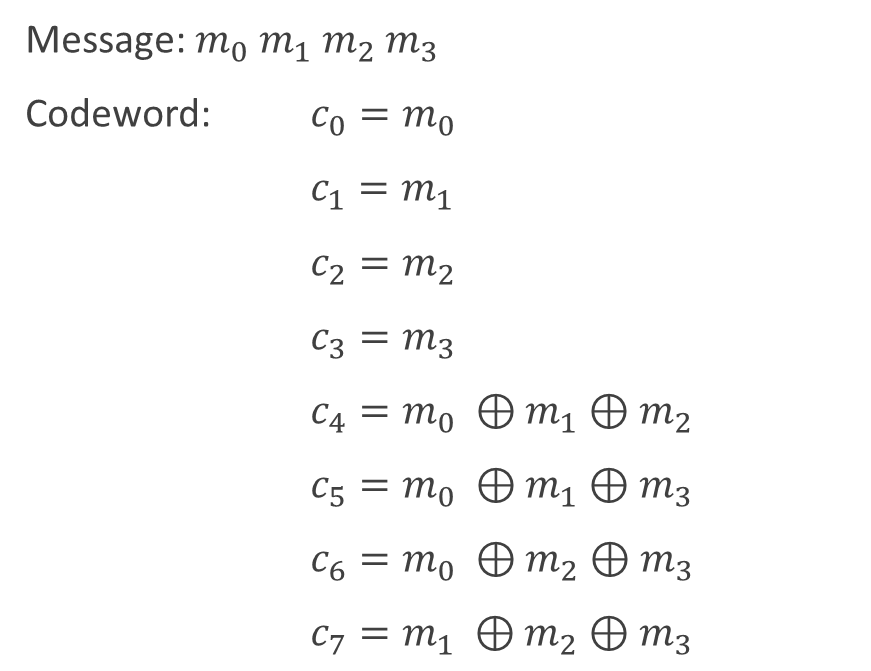 Message: m₀ m₁ m₂ m₃
Codeword: c₀ = m₀
c₁ = m₁
c₂ = m₂
c₃ = m₃
c₄ = m₀ ⊕ m₁ ⊕ m₂
c₅ = m₀ ⊕ m₁ ⊕ m₃
c₆ = m₀ ⊕ m₂ ⊕ m₃
c₇ = m₁ ⊕ m₂ ⊕ m₃